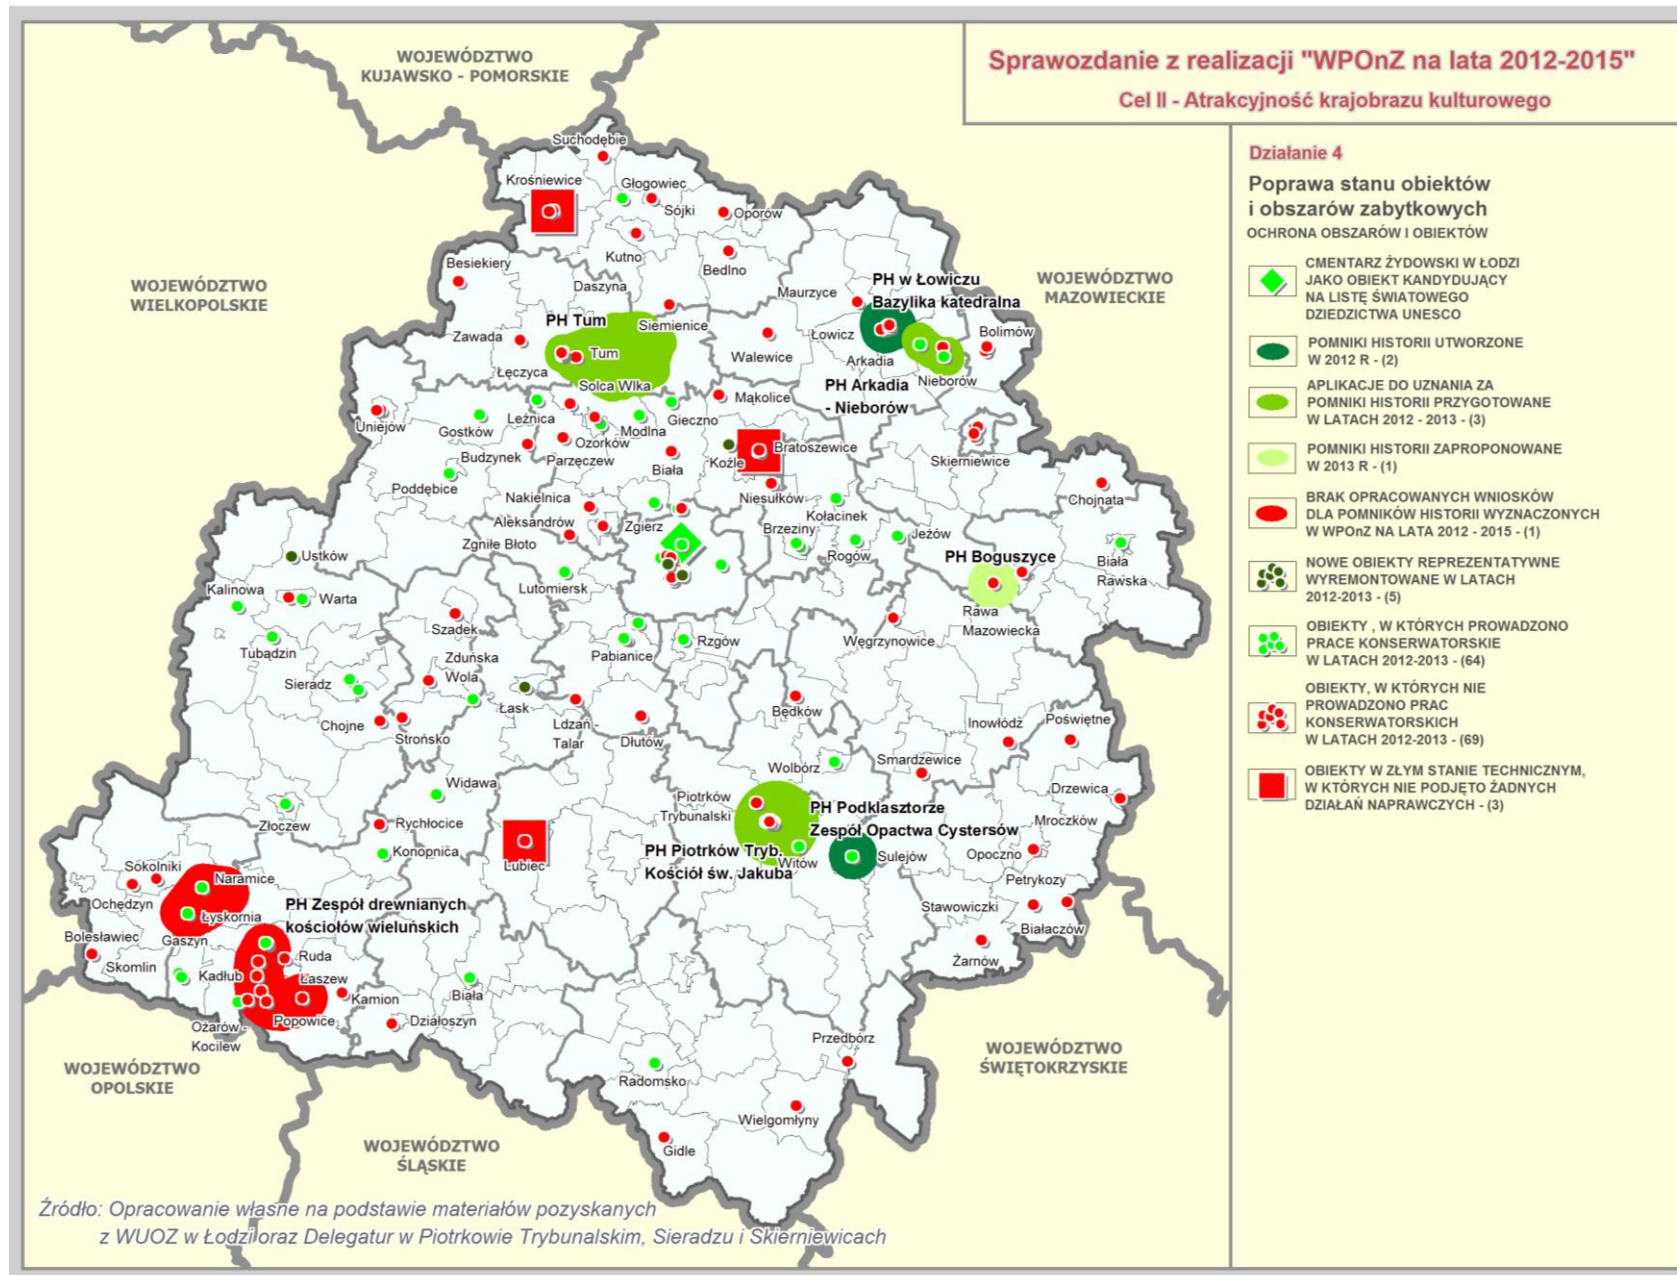 Sprawozdanie z realizacji "WPOnZ na lata 2012-2015"
Cel II - Atrakcyjność krajobrazu kulturowego
Działanie 4
Poprawa stanu obiektów
i obszarów zabytkowych
OCHRONA OBSZARÓW I OBIEKTÓW
CMENTARZ ŻYDOWSKI W ŁODZI
JAKO OBIEKT KANDYDUJĄCY
NA LISTĘ ŚWIATOWEGO
DZIEDZICTWA UNESCO
POMNIKI HISTORII UTWORZONE
W 2012 R - (2)
APLIKACJE DO UZNANIA ZA
POMNIKI HISTORII PRZYGOTOWANE
W LATACH 2012 - 2013 - (3)
POMNIKI HISTORII ZAPROPONOWANE
W 2013 R - (1)
BRAK OPRACOWANYCH WNIOSKÓW
DLA POMNIKÓW HISTORII WYZNACZONYCH
W WPOnZ NA LATA 2012 - 2015 - (1)
NOWE OBIEKTY REPREZENTATYWNE
WYREMONTOWANE W LATACH
2012-2013 - (5)
OBIEKTY , W KTÓRYCH PROWADZONO
PRACE KONSERWATORSKIE
W LATACH 2012-2013 - (64)
OBIEKTY, W KTÓRYCH NIE
PROWADZONO PRAC
KONSERWATORSKICH
W LATACH 2012-2013 - (69)
OBIEKTY W ZŁYM STANIE TECHNICZNYM,
W KTÓRYCH NIE PODJĘTO ŻADNYCH
DZIAŁAŃ NAPRAWCZYCH - (3)
WOJEWÓDZTWO
KUJAWSKO - POMORSKIE
WOJEWÓDZTWO
WIELKOPOLSKIE
WOJEWÓDZTWO
MAZOWIECKIE
Suchodębie
Krośniewice
Głogowiec
Sójki
Oporów
Kutno
Bedlno
Besiekiery
Daszyna
Maurzyce
PH w Łowiczu
Bazylika katedralna
PH Tum
Siemienice
Zawada
Tum
Łęczyca
Solca Wlka
Walewice
Łowicz
Arkadia
Bolimów
Nieborów
PH Arkadia
- Nieborów
Uniejów
Gostków
Leźnica
Modlna
Gieczno
Mąkolice
Ozorków
Budzynek
Parzęczew
Biała
Koźle
Bratoszewice
Skierniewice
Poddębice
Nakielnica
Niesułków
Chojnata
Aleksandrów
Zgierz
Kołacinek
Brzeziny
Zgniłe Błoto
Rogów
Jeżów
PH Boguszyce
Biała
Rawska
Ustków
Kalinowa
Warta
Lutomiersk
Rawa
Mazowiecka
Szadek
Węgrzynowice
Tubądzin
Zduńska
Wola
Pabianice
Rzgów
Sieradz
Łask
Chojne
Strońsko
Ldzań -
Talar
Dłutów
Będków
Inowłódz
Poświętne
Wolbórz
Smardzewice
Widawa
Drzewica
Złoczew
Rychłocice
Piotrków
Trybunalski
PH Podklasztorze
Zespół Opactwa Cystersów
Mroczków
Konopnica
Lubiec
PH Piotrków Tryb.
Kościół św. Jakuba
Witów
Sulejów
Opoczno
Petrykozy
Sokolniki
Naramice
Ochędzyn
Łyskornia
PH Zespół drewnianych
kościołów wieluńskich
Stawowiczki
Białaczów
Bolesławiec
Gaszyn
Skomlin
Ruda
Kadłub
Łaszew
Żarnów
Kamion
Biała
Popowice
Ożarów -
Kocilew
Działoszyn
Przedbórz
Radomsko
Wielgomłyny
Gidle
WOJEWÓDZTWO
OPOLSKIE
WOJEWÓDZTWO
ŚWIĘTOKRZYSKIE
WOJEWÓDZTWO
ŚLĄSKIE
Źródło: Opracowanie własne na podstawie materiałów pozyskanych
z WUOZ w Łodzi oraz Delegatur w Piotrkowie Trybunalskim, Sieradzu i Skierniewicach